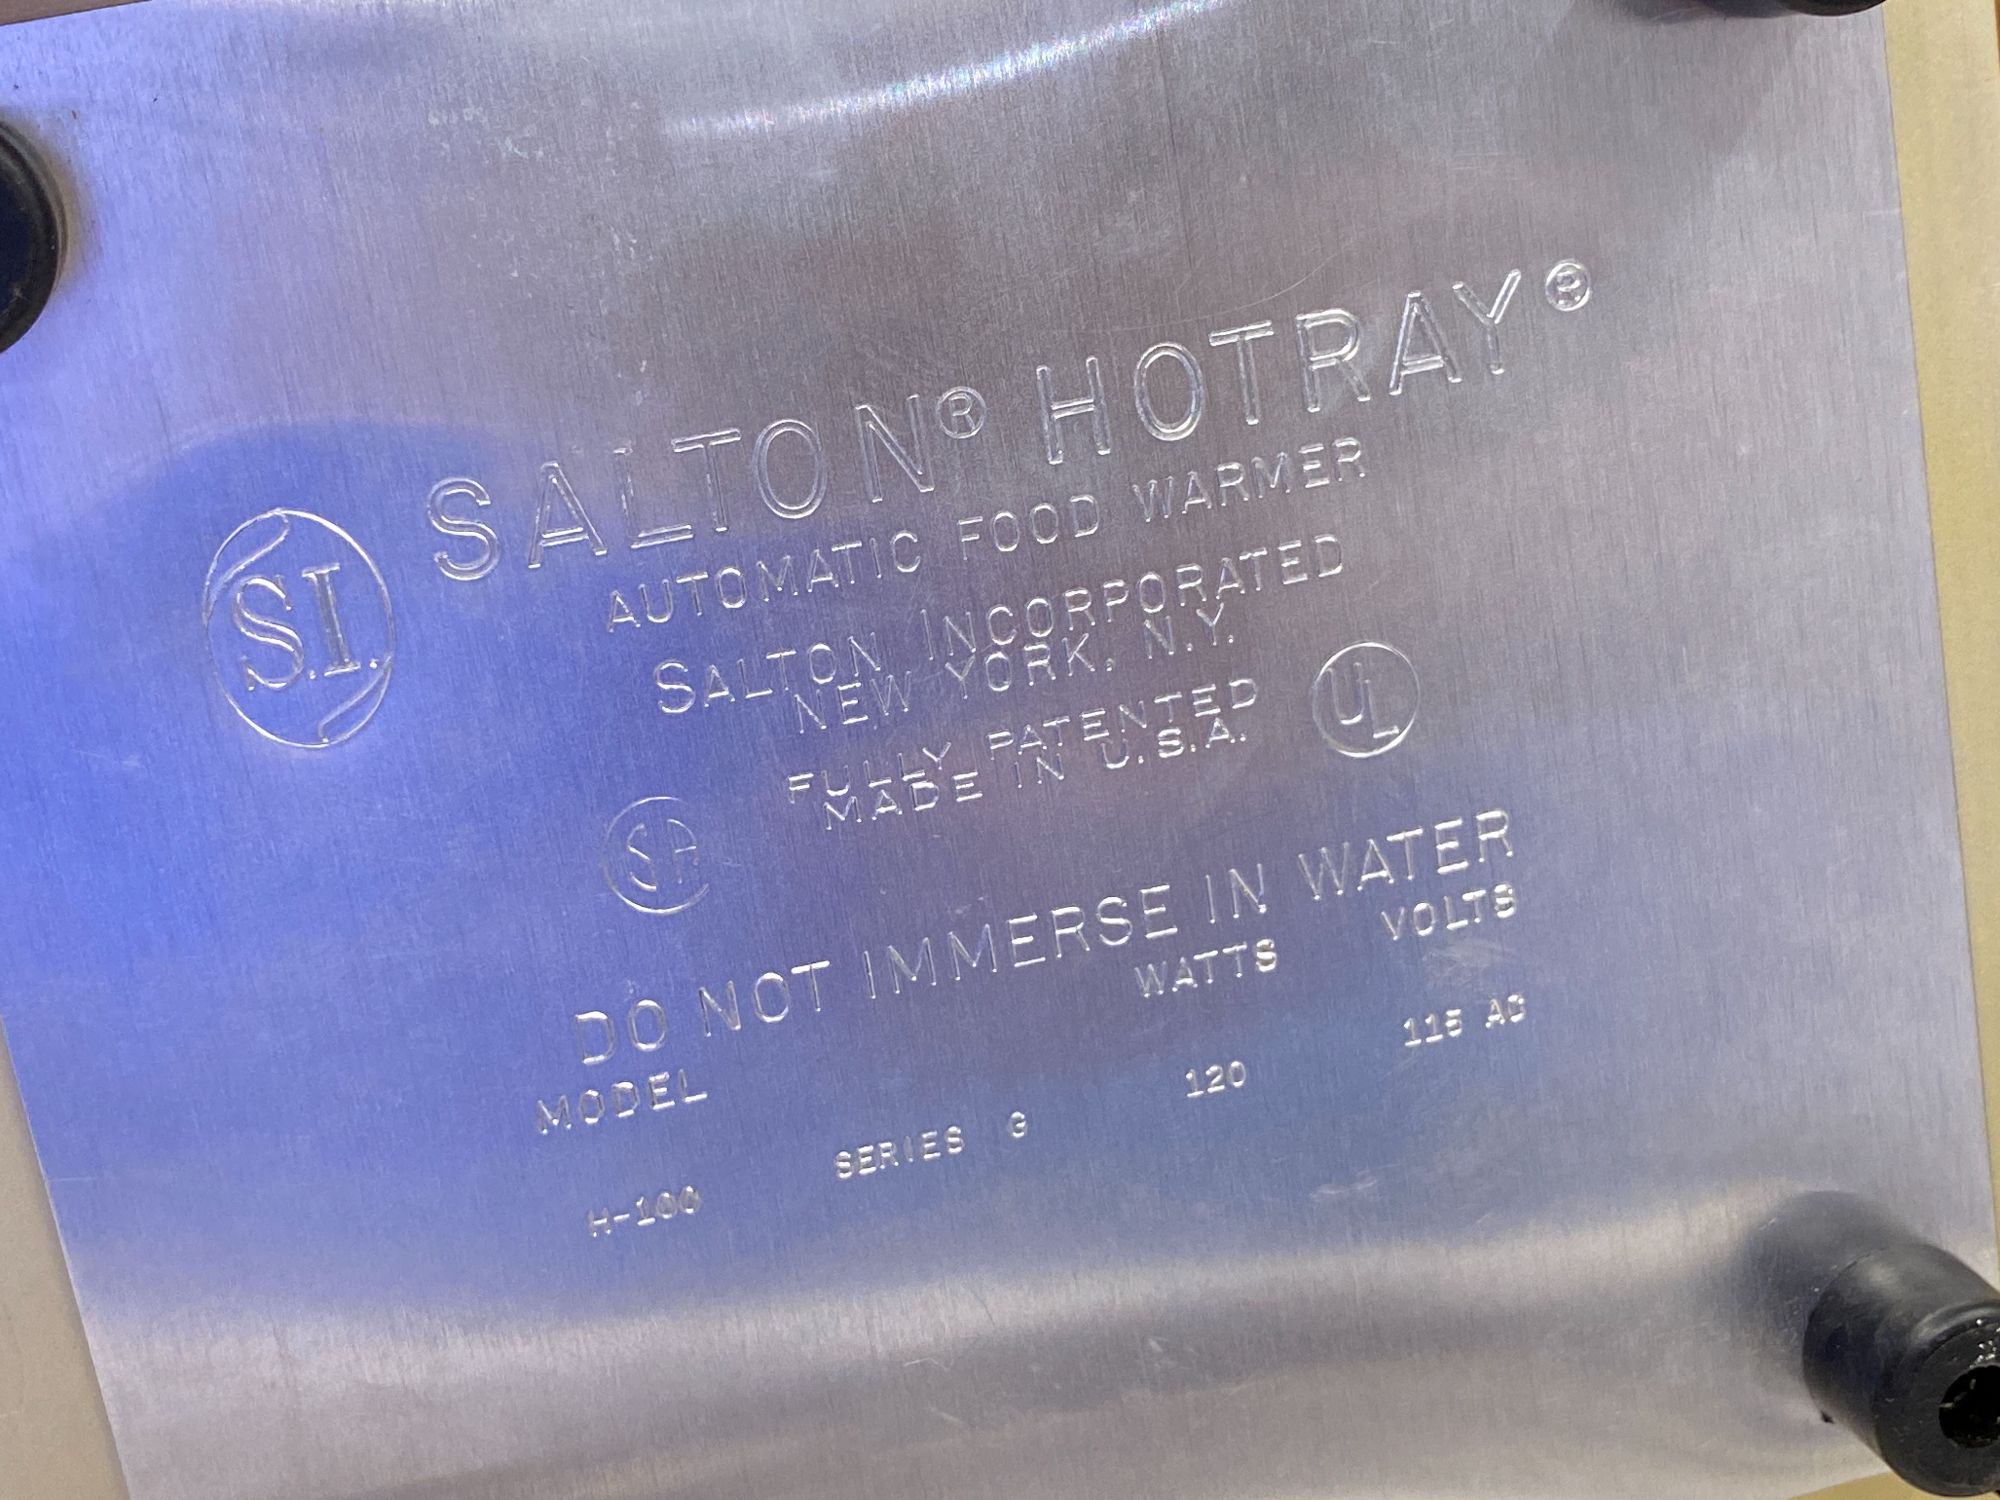 SALTON® HOTRAY®
AUTOMATIC FOOD WARMER
S.I.
SALTON INCORPORATED
NEW YORK, N.Y.
FULLY PATENTED
MADE IN U.S.A.
UL
SA
DO NOT IMMERSE IN WATER
MODEL WATTS VOLTS
H-100 SERIES G 120 115 AC